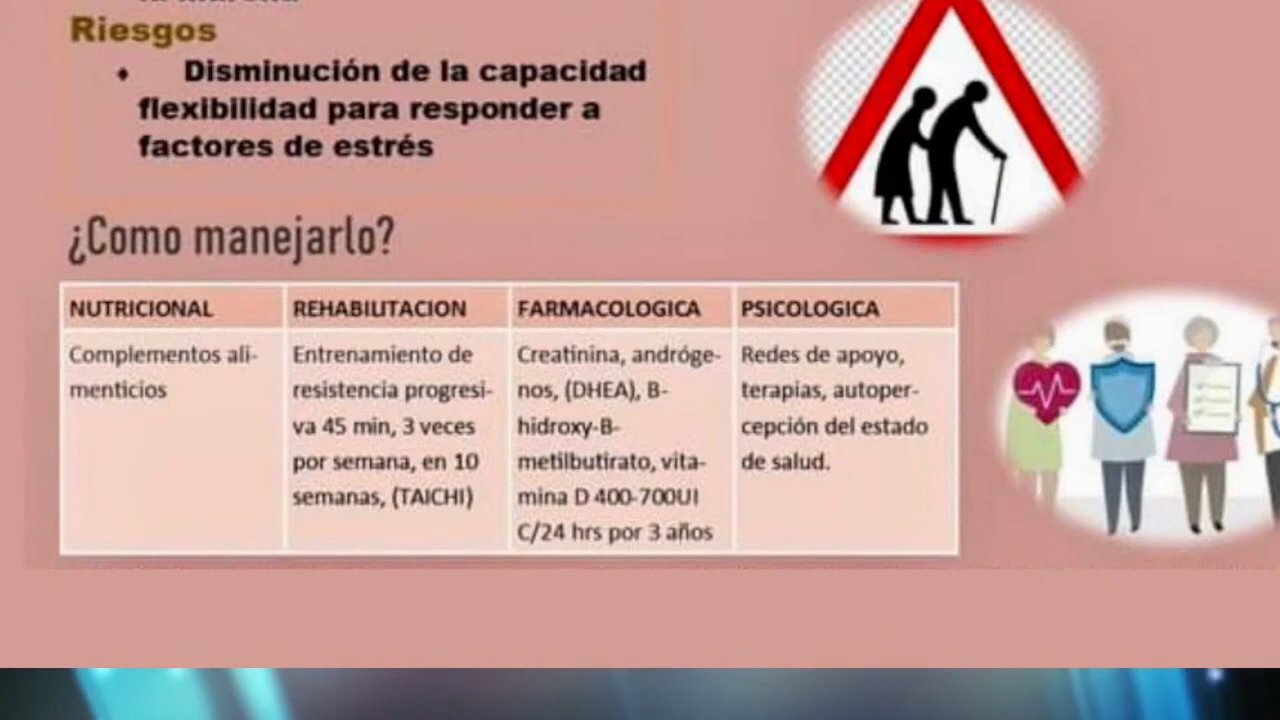 Riesgos
♦ Disminución de la capacidad
flexibilidad para responder a
factores de estrés
¿Como manejarlo?
NUTRICIONAL
Complementos ali-
menticios
REHABILITACION
Entrenamiento de
resistencia progresi-
va 45 min, 3 veces
por semana, en 10
semanas, (TAICHI)
FARMACOLOGICA
Creatinina, andróge-
nos, (DHEA), B-
hidroxy-B-
metilbutirato, vita-
mina D 400-700UI
C/24 hrs por 3 años
PSICOLOGICA
Redes de apoyo,
terapias, autoper-
cepción del estado
de salud.